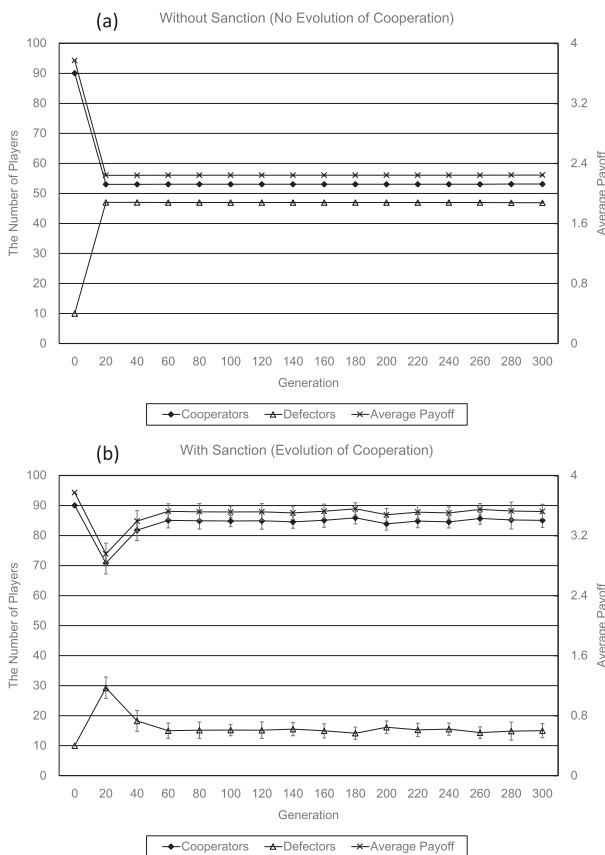 (a) Without Sanction (No Evolution of Cooperation)
100 4
90
80 3.2
70
60 2.4
50
40 1.6
30
20 0.8
10
0 0
The Number of Players
Average Payoff
0 20 40 60 80 100 120 140 160 180 200 220 240 260 280 300
Generation
Cooperators Defectors Average Payoff
(b) With Sanction (Evolution of Cooperation)
100 4
90
80 3.2
70
60 2.4
50
40 1.6
30
20 0.8
10
0 0
The Number of Players
Average Payoff
0 20 40 60 80 100 120 140 160 180 200 220 240 260 280 300
Generation
Cooperators Defectors Average Payoff